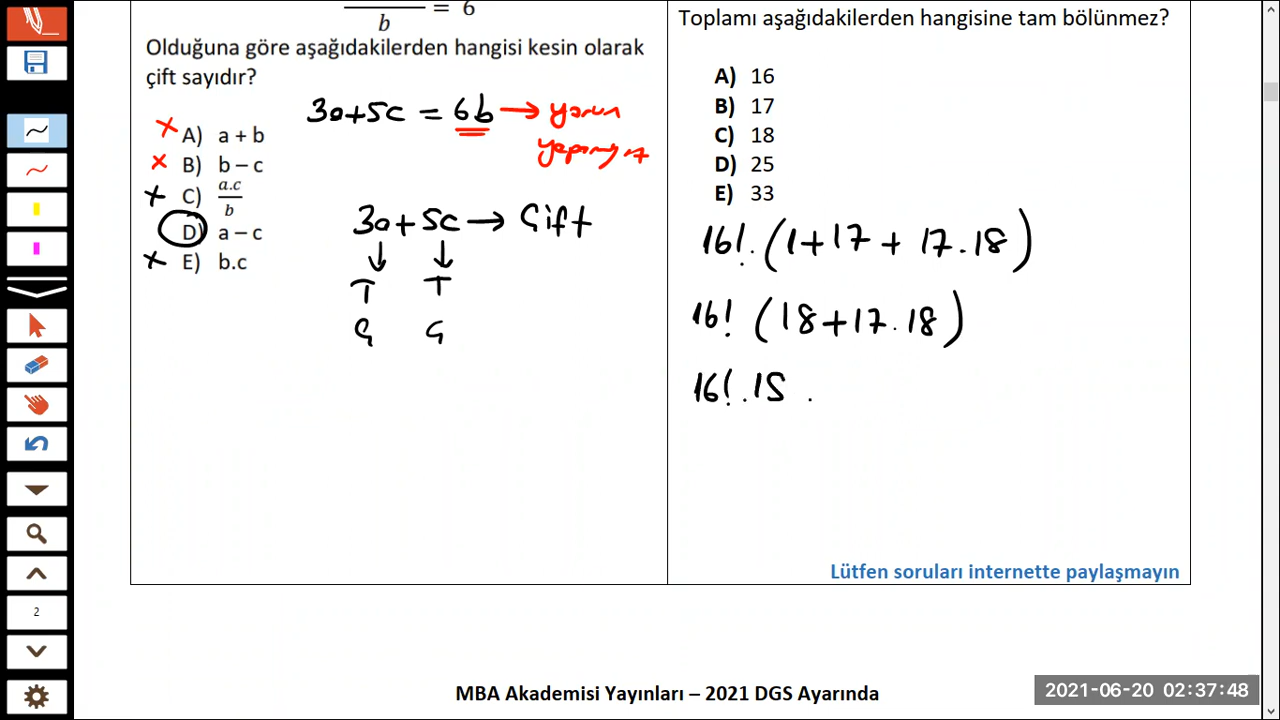 b = 6
Olduğuna göre aşağıdakilerden hangisi kesin olarak
çift sayıdır?
3a+5c = 6b → yorum
yapamayız
A) a + b
B) b – c
C) a.c
b
D) a – c
E) b.c
3a+5c → Çift
T T
Ç Ç
Toplamı aşağıdakilerden hangisine tam bölünmez?
A) 16
B) 17
C) 18
D) 25
E) 33
16!.(1+17+17.18)
16! (18+17.18)
16!.18 .
Lütfen soruları internette paylaşmayın
2
MBA Akademisi Yayınları – 2021 DGS Ayarında
2021-06-20 02:37:48